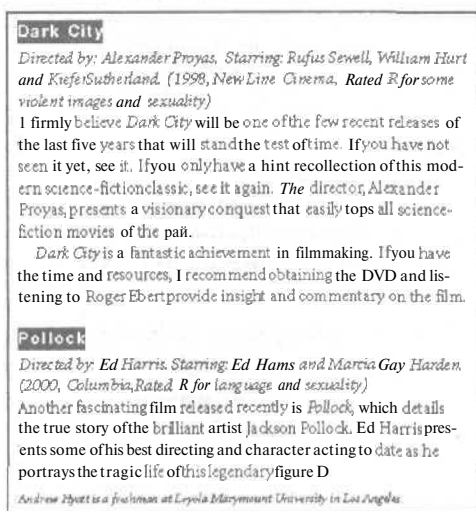 Dark City
Directed by: Alexander Proyas, Starring: Rufus Sewell, William Hurt
and Kiefer Sutherland. (1998, New Line Cinema, Rated R for some
violent images and sexuality)
I firmly believe Dark City will be one of the few recent releases of
the last five years that will stand the test of time. If you have not
seen it yet, see it. If you only have a hint recollection of this mod-
ern science-fiction classic, see it again. The director, Alexander
Proyas, presents a visionary conquest that easily tops all science-
fiction movies of the рай.
Dark City is a fantastic achievement in filmmaking. If you have
the time and resources, I recommend obtaining the DVD and lis-
tening to Roger Ebert provide insight and commentary on the film.
Pollock
Directed by: Ed Harris. Starring: Ed Hams and Marcia Gay Harden.
(2000, Columbia, Rated R for language and sexuality)
Another fascinating film released recently is Pollock, which details
the true story of the brilliant artist Jackson Pollock. Ed Harris pres-
ents some of his best directing and character acting to date as he
portrays the tragic life of this legendary figure D
Andrew Hyatt is a freshman at Loyola Marymount University in Los Angeles